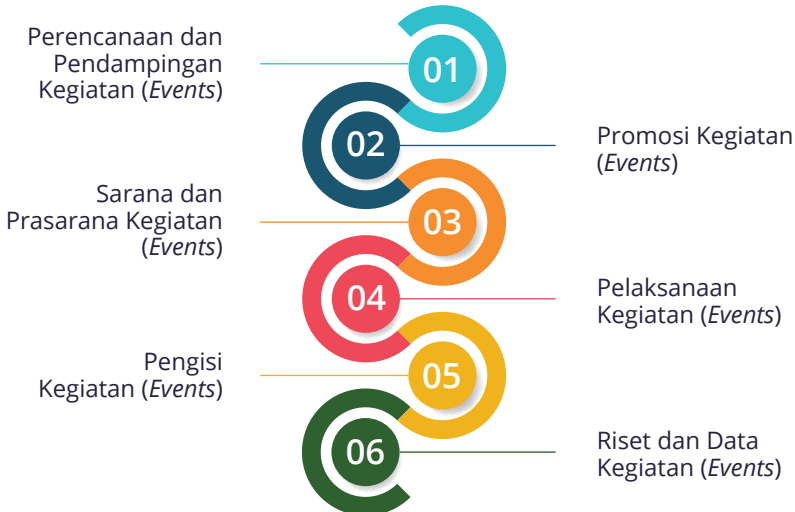 Perencanaan dan
Pendampingan
Kegiatan (Events)
01
02
Promosi Kegiatan
(Events)
Sarana dan
Prasarana Kegiatan
(Events)
03
04
Pelaksanaan
Kegiatan (Events)
Pengisi
Kegiatan (Events)
05
06
Riset dan Data
Kegiatan (Events)